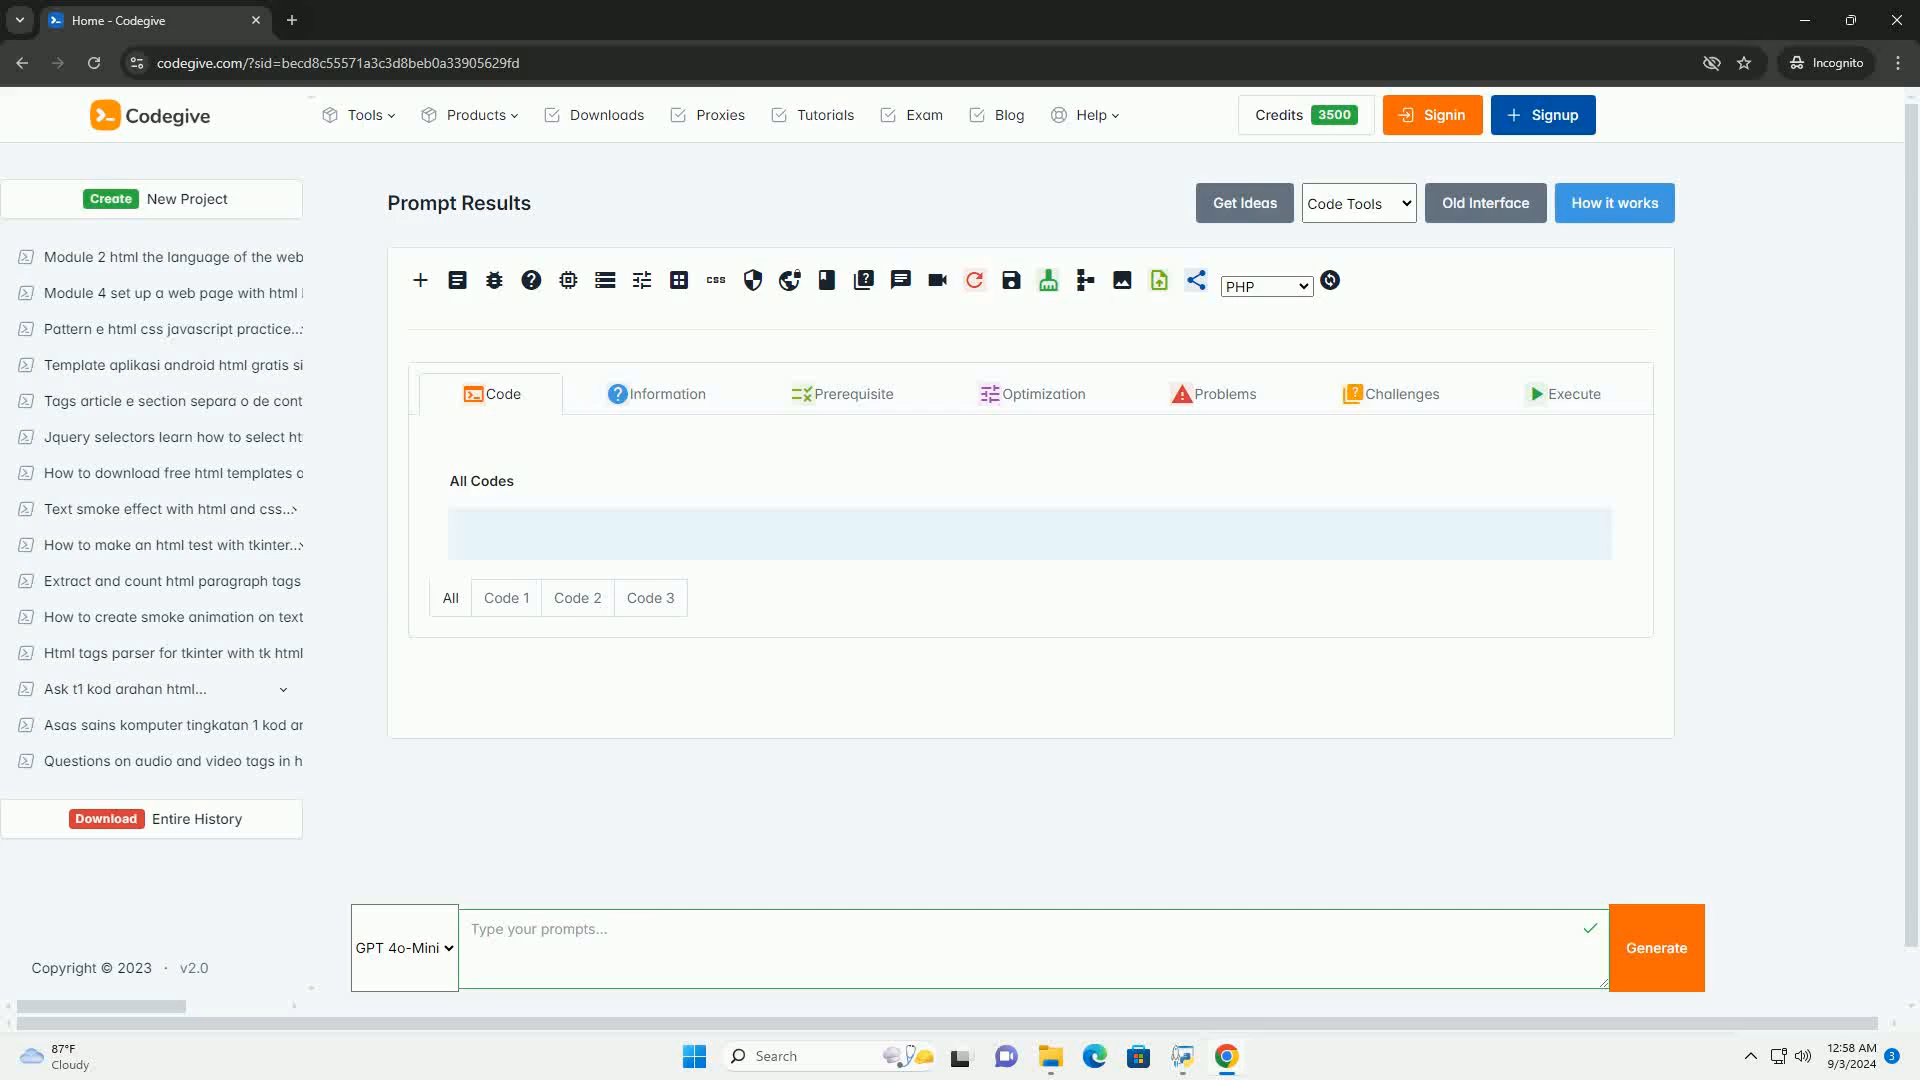 Home - Codegive
codegive.com/?sid=becd8c55571a3c3d8beb0a33905629fd
Incognito
Codegive
Tools
Products
Downloads
Proxies
Tutorials
Exam
Blog
Help
Credits 3500
Signin
Signup
Create New Project
Module 2 html the language of the web
Module 4 set up a web page with html
Pattern e html css javascript practice...
Template aplikasi android html gratis si
Tags article e section separa o de cont
Jquery selectors learn how to select ht
How to download free html templates
Text smoke effect with html and css...
How to make an html test with tkinter...
Extract and count html paragraph tags
How to create smoke animation on text
Html tags parser for tkinter with tk html
Ask t1 kod arahan html...
Asas sains komputer tingkatan 1 kod ar
Questions on audio and video tags in h
Download Entire History
Copyright © 2023 · v2.0
Prompt Results
Get Ideas
Code Tools
Old Interface
How it works
css
PHP
Code
Information
Prerequisite
Optimization
Problems
Challenges
Execute
All Codes
All
Code 1
Code 2
Code 3
GPT 4o-Mini
Type your prompts...
Generate
87°F
Cloudy
Search
12:58 AM
9/3/2024
3